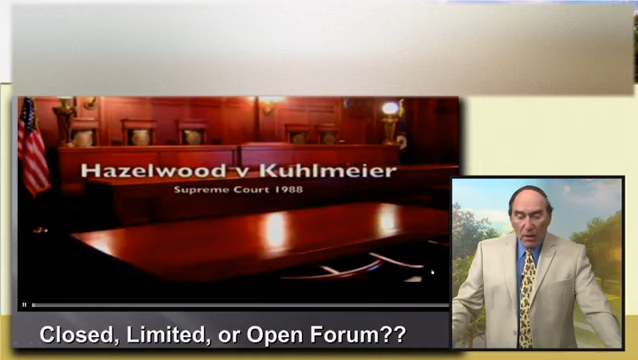 Hazelwood v Kuhlmeier
Supreme Court 1988
Closed, Limited, or Open Forum??